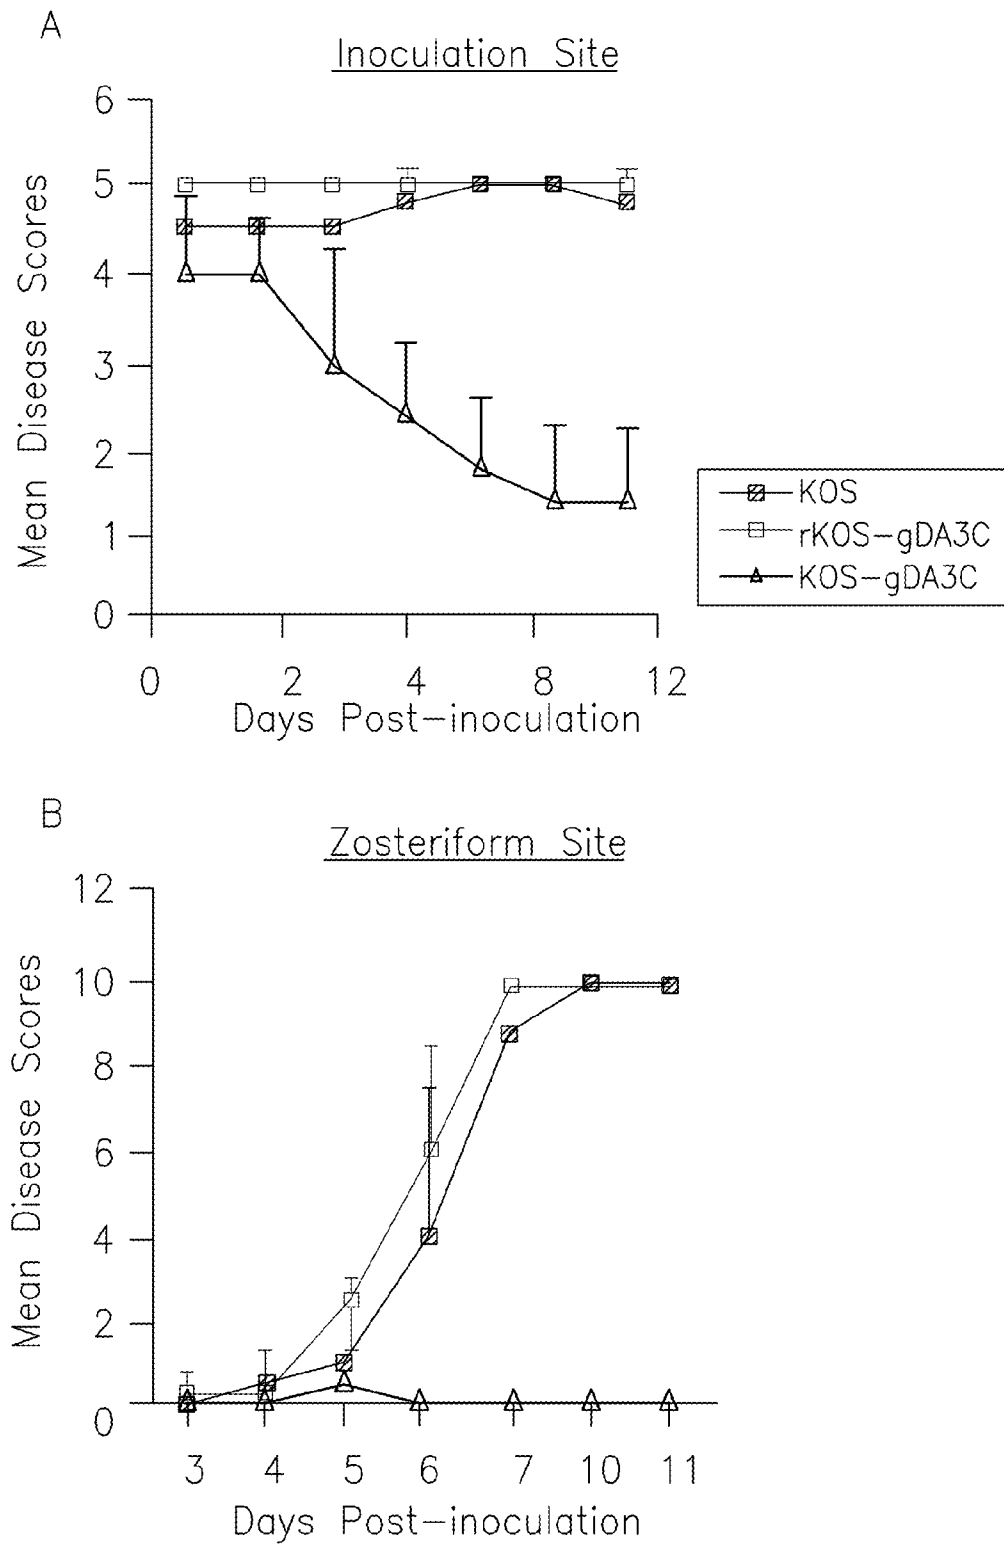 A
Inoculation Site
Mean Disease Scores
6
5
4
3
2
1
0
0 2 4 8 12
Days Post-inoculation
KOS
rKOS-gDA3C
KOS-gDA3C
B
Zosteriform Site
Mean Disease Scores
12
10
8
6
4
2
0
3 4 5 6 7 10 11
Days Post-inoculation